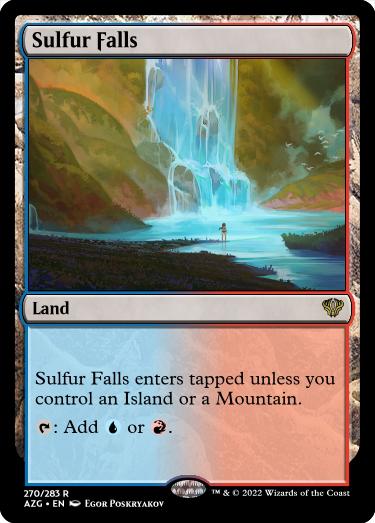 Sulfur Falls
Land
Sulfur Falls enters tapped unless you
control an Island or a Mountain.
: Add or .
270/283 R
AZG • EN Egor Poskryakov
™ & © 2022 Wizards of the Coast